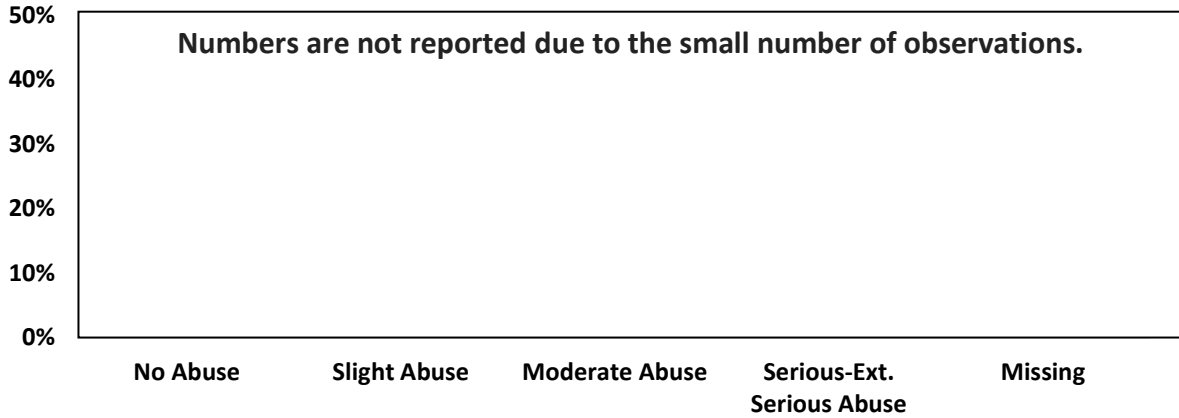 50%
Numbers are not reported due to the small number of observations.
40%
30%
20%
10%
0%
No Abuse Slight Abuse Moderate Abuse Serious-Ext. Missing
Serious Abuse